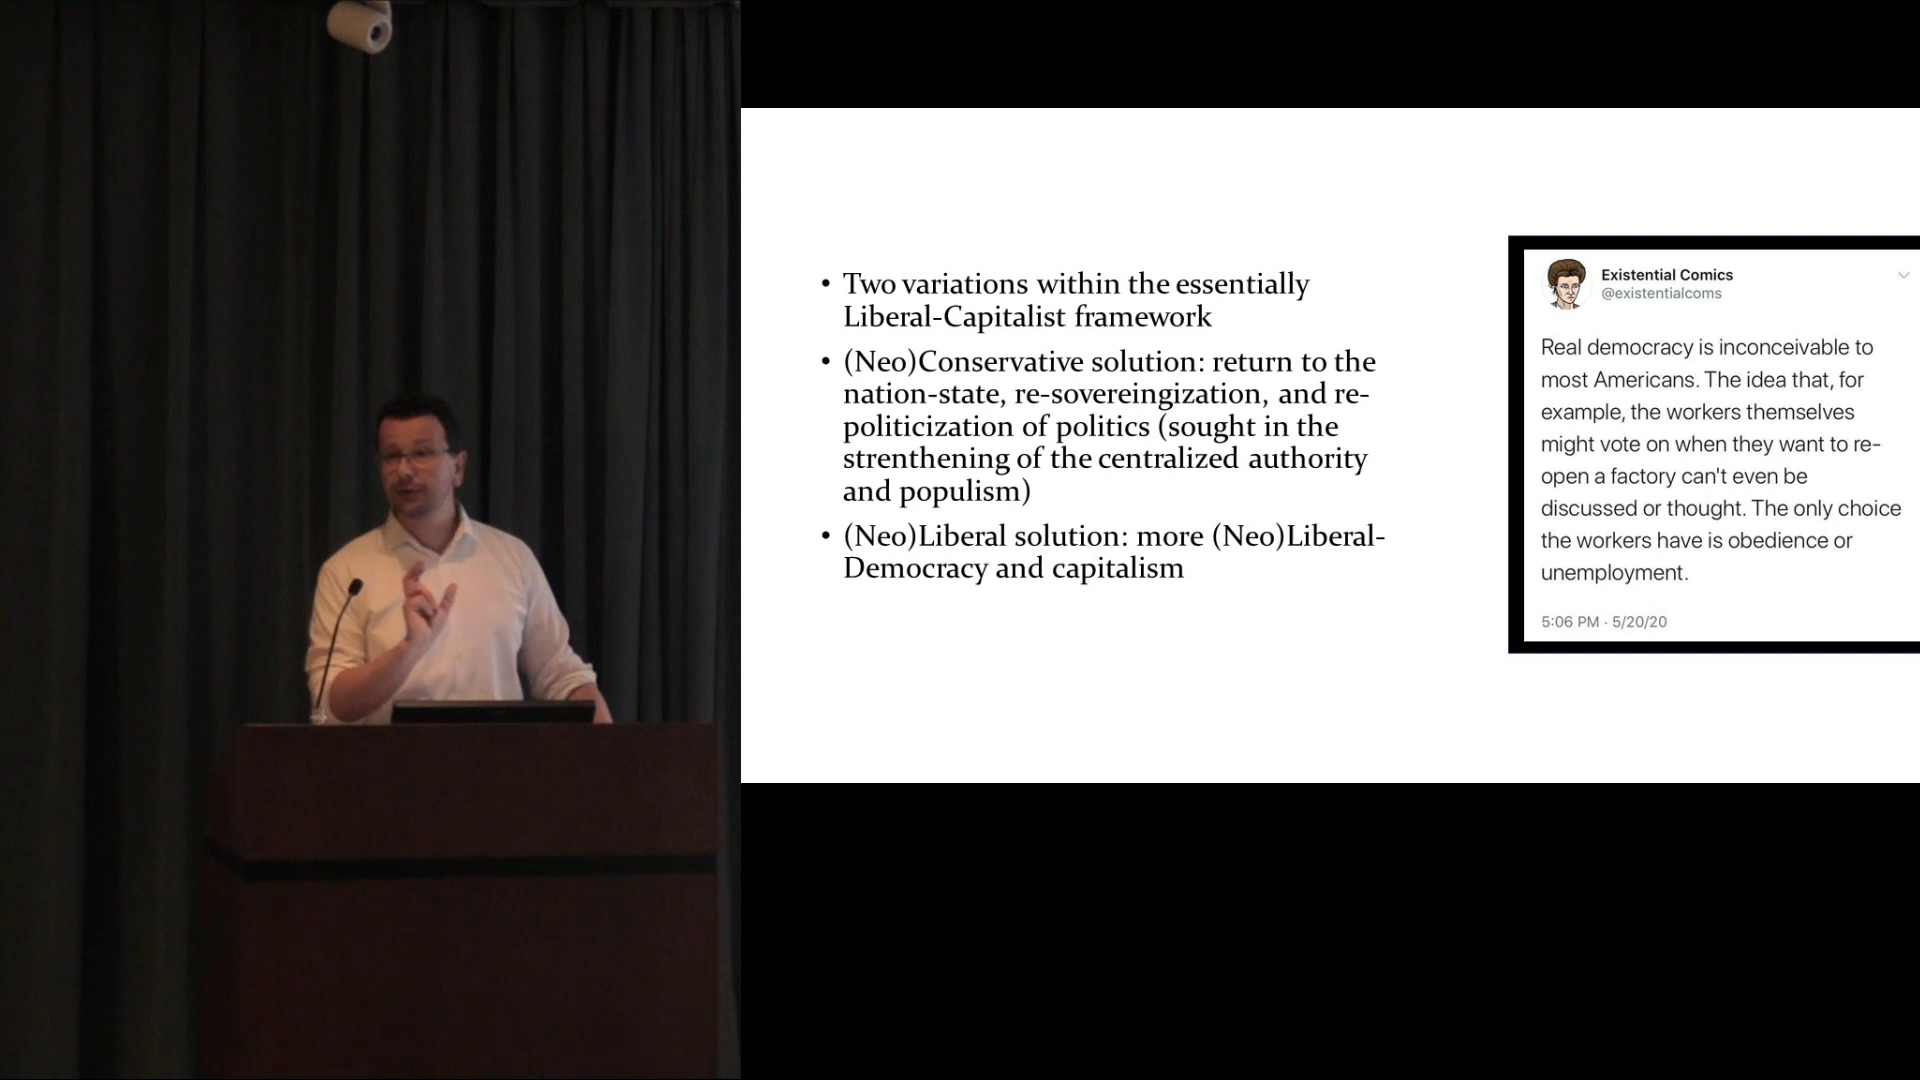 • Two variations within the essentially
Liberal-Capitalist framework
• (Neo)Conservative solution: return to the
nation-state, re-sovereingization, and re-
politicization of politics (sought in the
strenthening of the centralized authority
and populism)
• (Neo)Liberal solution: more (Neo)Liberal-
Democracy and capitalism
Existential Comics
@existentialcoms
Real democracy is inconceivable to
most Americans. The idea that, for
example, the workers themselves
might vote on when they want to re-
open a factory can't even be
discussed or thought. The only choice
the workers have is obedience or
unemployment.
5:06 PM · 5/20/20